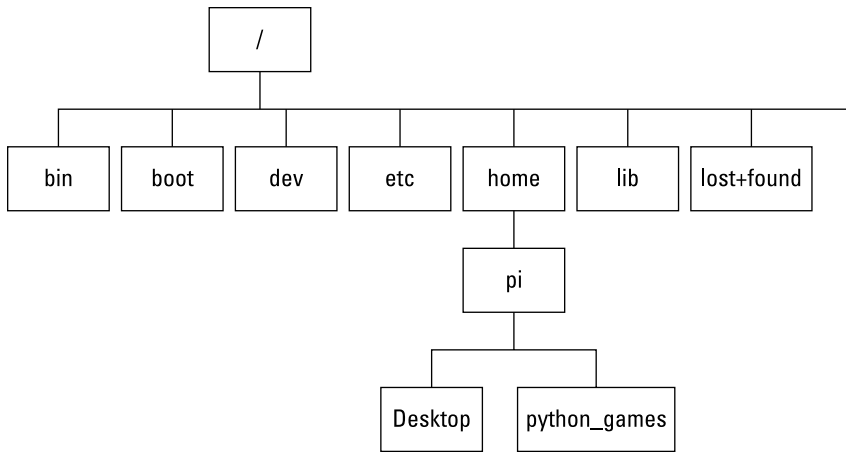 /
bin
boot
dev
etc
home
lib
lost+found
pi
Desktop
python_games